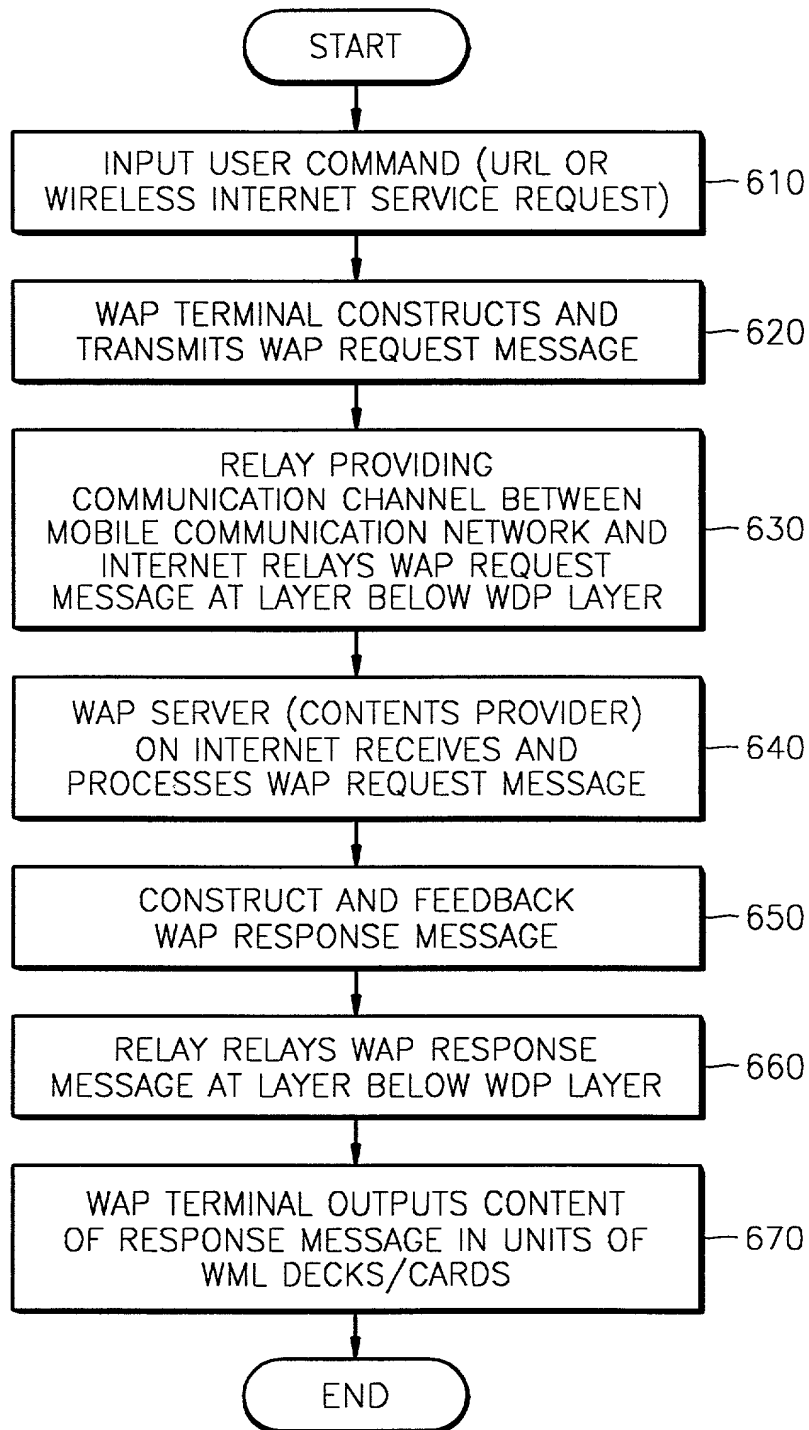 START
INPUT USER COMMAND (URL OR
WIRELESS INTERNET SERVICE REQUEST)
610
WAP TERMINAL CONSTRUCTS AND
TRANSMITS WAP REQUEST MESSAGE
620
RELAY PROVIDING
COMMUNICATION CHANNEL BETWEEN
MOBILE COMMUNICATION NETWORK AND
INTERNET RELAYS WAP REQUEST
MESSAGE AT LAYER BELOW WDP LAYER
630
WAP SERVER (CONTENTS PROVIDER)
ON INTERNET RECEIVES AND
PROCESSES WAP REQUEST MESSAGE
640
CONSTRUCT AND FEEDBACK
WAP RESPONSE MESSAGE
650
RELAY RELAYS WAP RESPONSE
MESSAGE AT LAYER BELOW WDP LAYER
660
WAP TERMINAL OUTPUTS CONTENT
OF RESPONSE MESSAGE IN UNITS OF
WML DECKS/CARDS
670
END